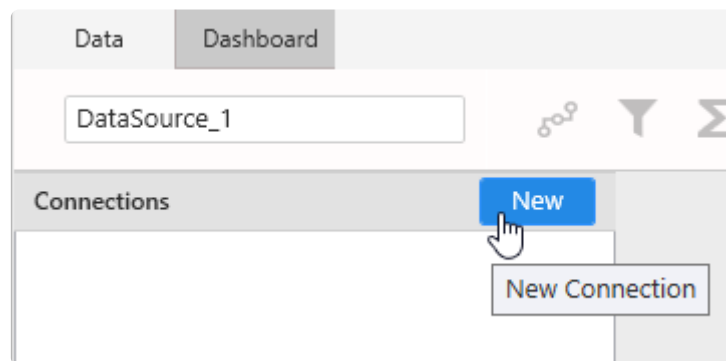 Data Dashboard
DataSource_1
Connections New
New Connection